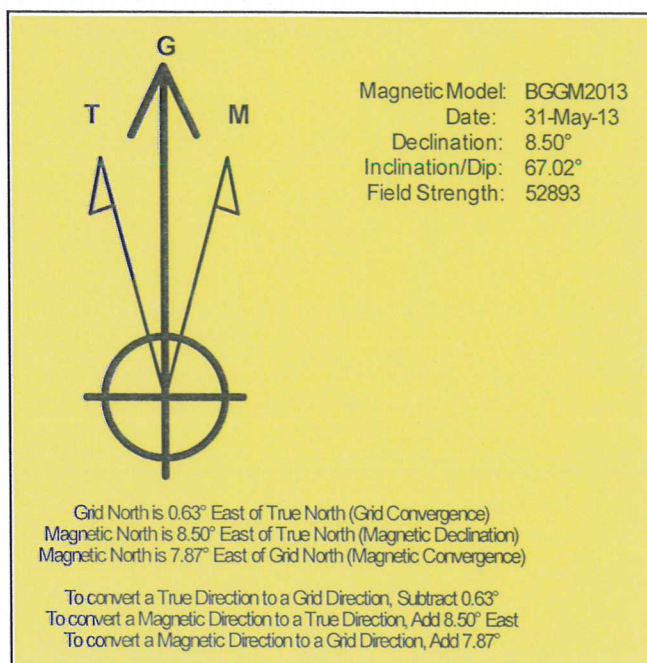 G
T M
Magnetic Model: BGGM2013
Date: 31-May-13
Declination: 8.50°
Inclination/Dip: 67.02°
Field Strength: 52893
Grid North is 0.63° East of True North (Grid Convergence)
Magnetic North is 8.50° East of True North (Magnetic Declination)
Magnetic North is 7.87° East of Grid North (Magnetic Convergence)
To convert a True Direction to a Grid Direction, Subtract 0.63°
To convert a Magnetic Direction to a True Direction, Add 8.50° East
To convert a Magnetic Direction to a Grid Direction, Add 7.87°